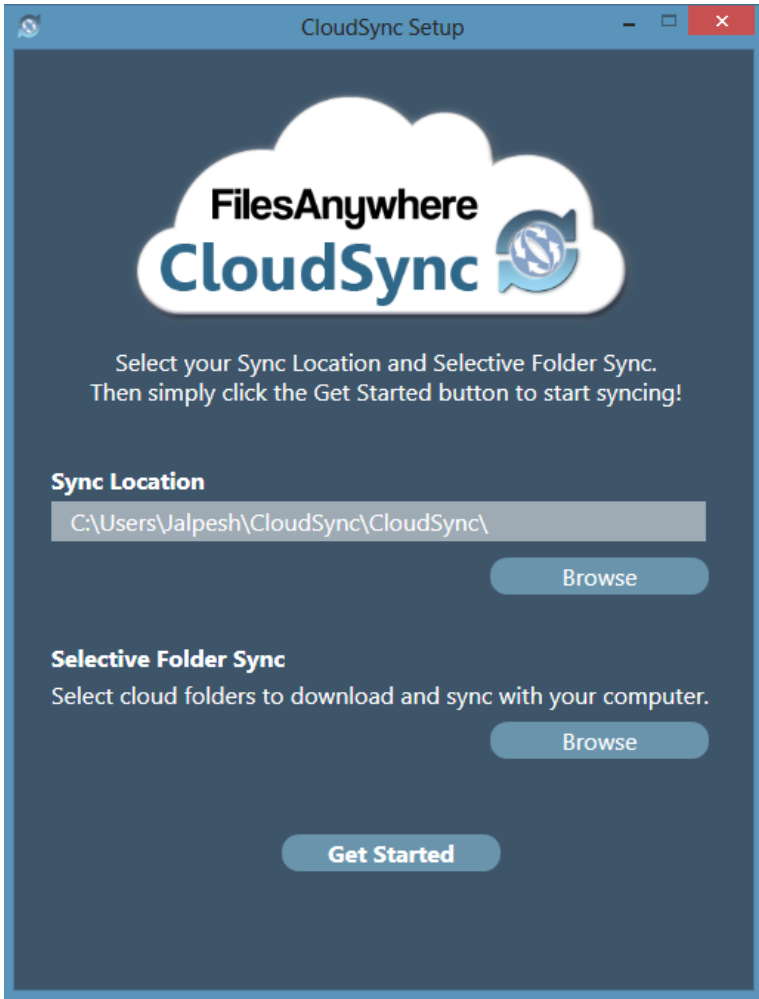 CloudSync Setup
FilesAnywhere
CloudSync
Select your Sync Location and Selective Folder Sync.
Then simply click the Get Started button to start syncing!
Sync Location
C:\Users\Jalpesh\CloudSync\CloudSync\
Browse
Selective Folder Sync
Select cloud folders to download and sync with your computer.
Browse
Get Started